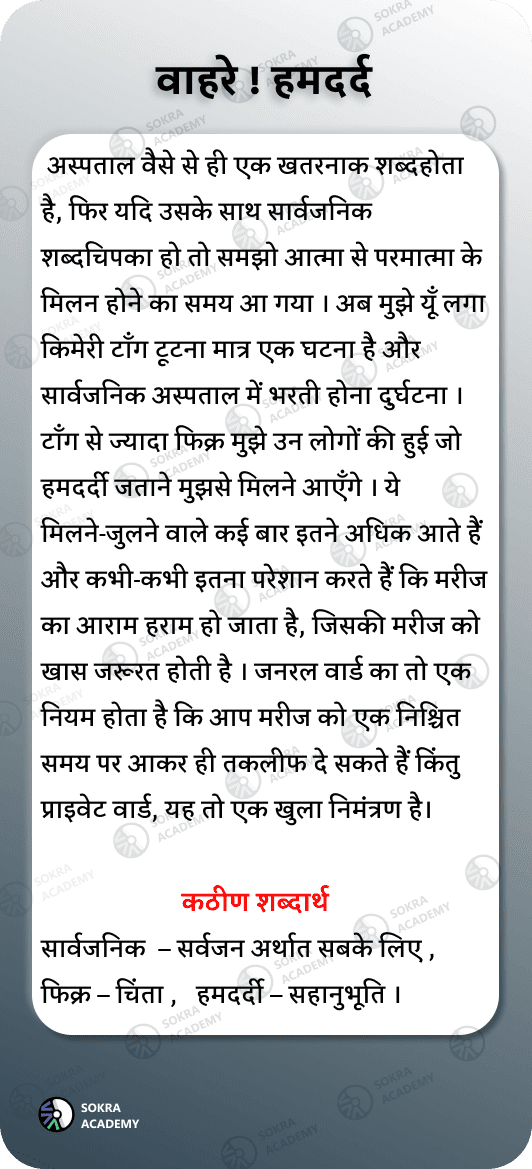 वाहरे ! हमदर्द
अस्पताल वैसे से ही एक खतरनाक शब्दहोता
है, फिर यदि उसके साथ सार्वजनिक
शब्दचिपका हो तो समझो आत्मा से परमात्मा के
मिलन होने का समय आ गया । अब मुझे यूँ लगा
किमेरी टाँग टूटना मात्र एक घटना है और
सार्वजनिक अस्पताल में भरती होना दुर्घटना ।
टाँग से ज्यादा फिक्र मुझे उन लोगों की हुई जो
हमदर्दी जताने मुझसे मिलने आएँगे । ये
मिलने-जुलने वाले कई बार इतने अधिक आते हैं
और कभी-कभी इतना परेशान करते हैं कि मरीज
का आराम हराम हो जाता है, जिसकी मरीज को
खास जरूरत होती है । जनरल वार्ड का तो एक
नियम होता है कि आप मरीज को एक निश्चित
समय पर आकर ही तकलीफ दे सकते हैं किंतु
प्राइवेट वार्ड, यह तो एक खुला निमंत्रण है।
कठीण शब्दार्थ
सार्वजनिक – सर्वजन अर्थात सबके लिए ,
फिक्र – चिंता , हमदर्दी – सहानुभूति ।
SOKRA
ACADEMY